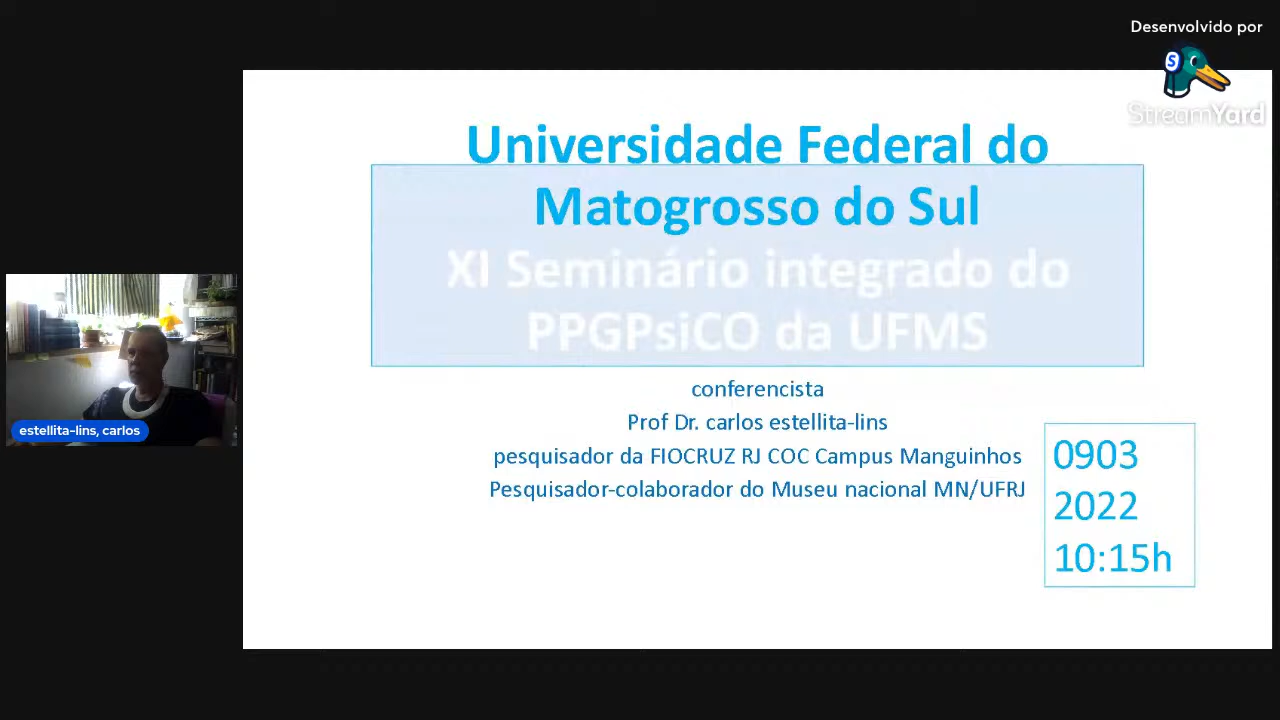 Desenvolvido por
S
StreamYard
Universidade Federal do
Matogrosso do Sul
XI Seminário integrado do
PPGPsiCO da UFMS
conferencista
Prof Dr. carlos estellita-lins
pesquisador da FIOCRUZ RJ COC Campus Manguinhos
Pesquisador-colaborador do Museu nacional MN/UFRJ
0903
2022
10:15h
estellita-lins, carlos